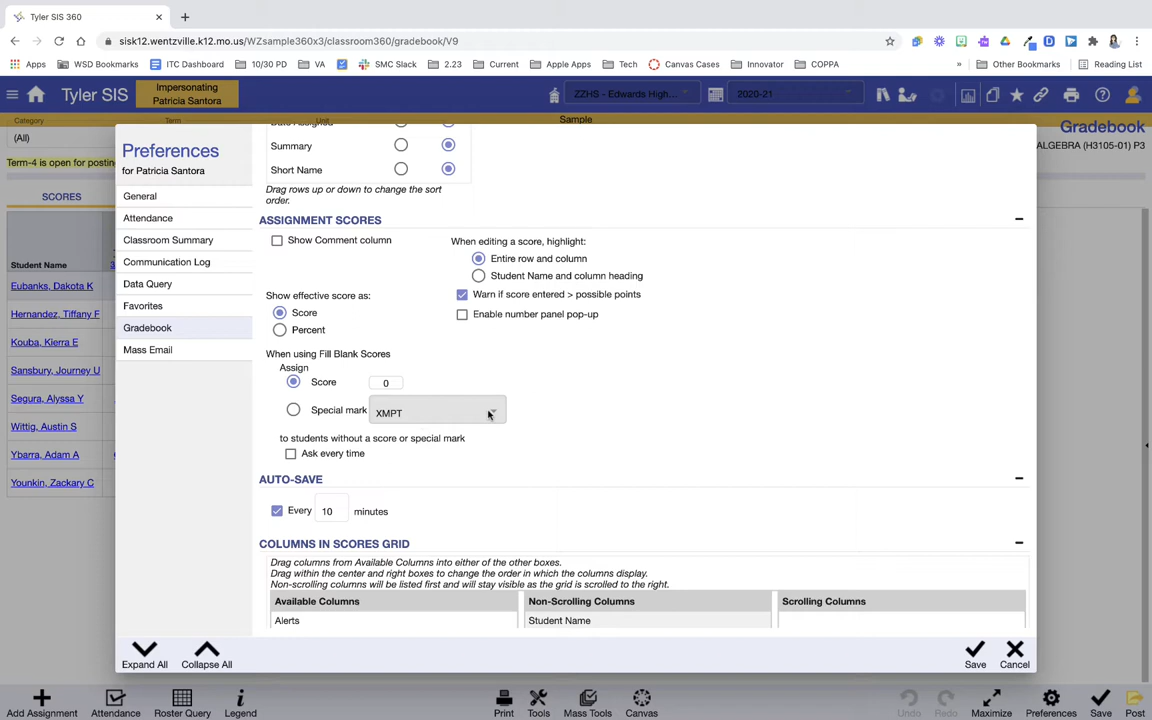 Tyler SIS 360
sisk12.wentzville.k12.mo.us/WZsample360x3/classroom360/gradebook/V9
Apps WSD Bookmarks ITC Dashboard 10/30 PD VA SMC Slack 2.23 Current Apple Apps Tech Canvas Cases Innovator COPPA » Other Bookmarks Reading List
Tyler SIS
Impersonating
Patricia Santora
ZZHS - Edwards High...
2020-21
Category Term Unit Sample
(All)
Gradebook
ALGEBRA (H3105-01) P3
Term-4 is open for postin
SCORES
Student Name
Eubanks, Dakota K
Hernandez, Tiffany F
Kouba, Kierra E
Sansbury, Journey U
Segura, Alyssa Y
Wittig, Austin S
Ybarra, Adam A
Younkin, Zackary C
Preferences
for Patricia Santora
General
Attendance
Classroom Summary
Communication Log
Data Query
Favorites
Gradebook
Mass Email
Date Assigned
Summary
Short Name
Drag rows up or down to change the sort
order.
ASSIGNMENT SCORES
Show Comment column
When editing a score, highlight:
Entire row and column
Student Name and column heading
Warn if score entered > possible points
Enable number panel pop-up
Show effective score as:
Score
Percent
When using Fill Blank Scores
Assign
Score 0
Special mark XMPT
to students without a score or special mark
Ask every time
AUTO-SAVE
Every 10 minutes
COLUMNS IN SCORES GRID
Drag columns from Available Columns into either of the other boxes.
Drag within the center and right boxes to change the order in which the columns display.
Non-scrolling columns will be listed first and will stay visible as the grid is scrolled to the right.
Available Columns Non-Scrolling Columns Scrolling Columns
Alerts Student Name
Expand All Collapse All Save Cancel
Add Assignment Attendance Roster Query Legend Print Tools Mass Tools Canvas Undo Redo Maximize Preferences Save Post